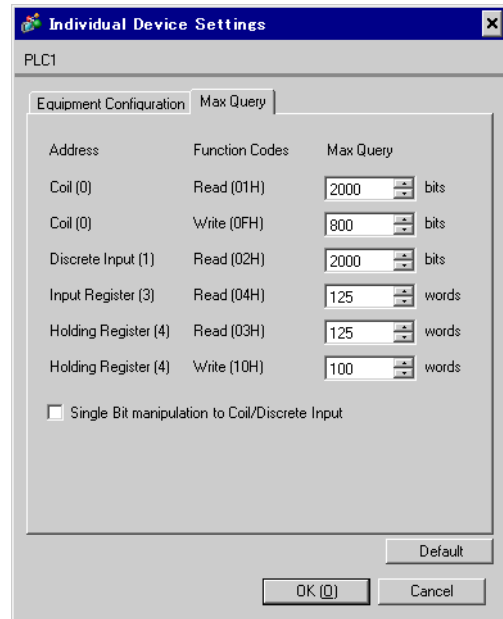 Individual Device Settings
PLC1
Equipment Configuration Max Query
Address Function Codes Max Query
Coil (0) Read (01H) 2000 bits
Coil (0) Write (0FH) 800 bits
Discrete Input (1) Read (02H) 2000 bits
Input Register (3) Read (04H) 125 words
Holding Register (4) Read (03H) 125 words
Holding Register (4) Write (10H) 100 words
Single Bit manipulation to Coil/Discrete Input
Default
OK (O) Cancel